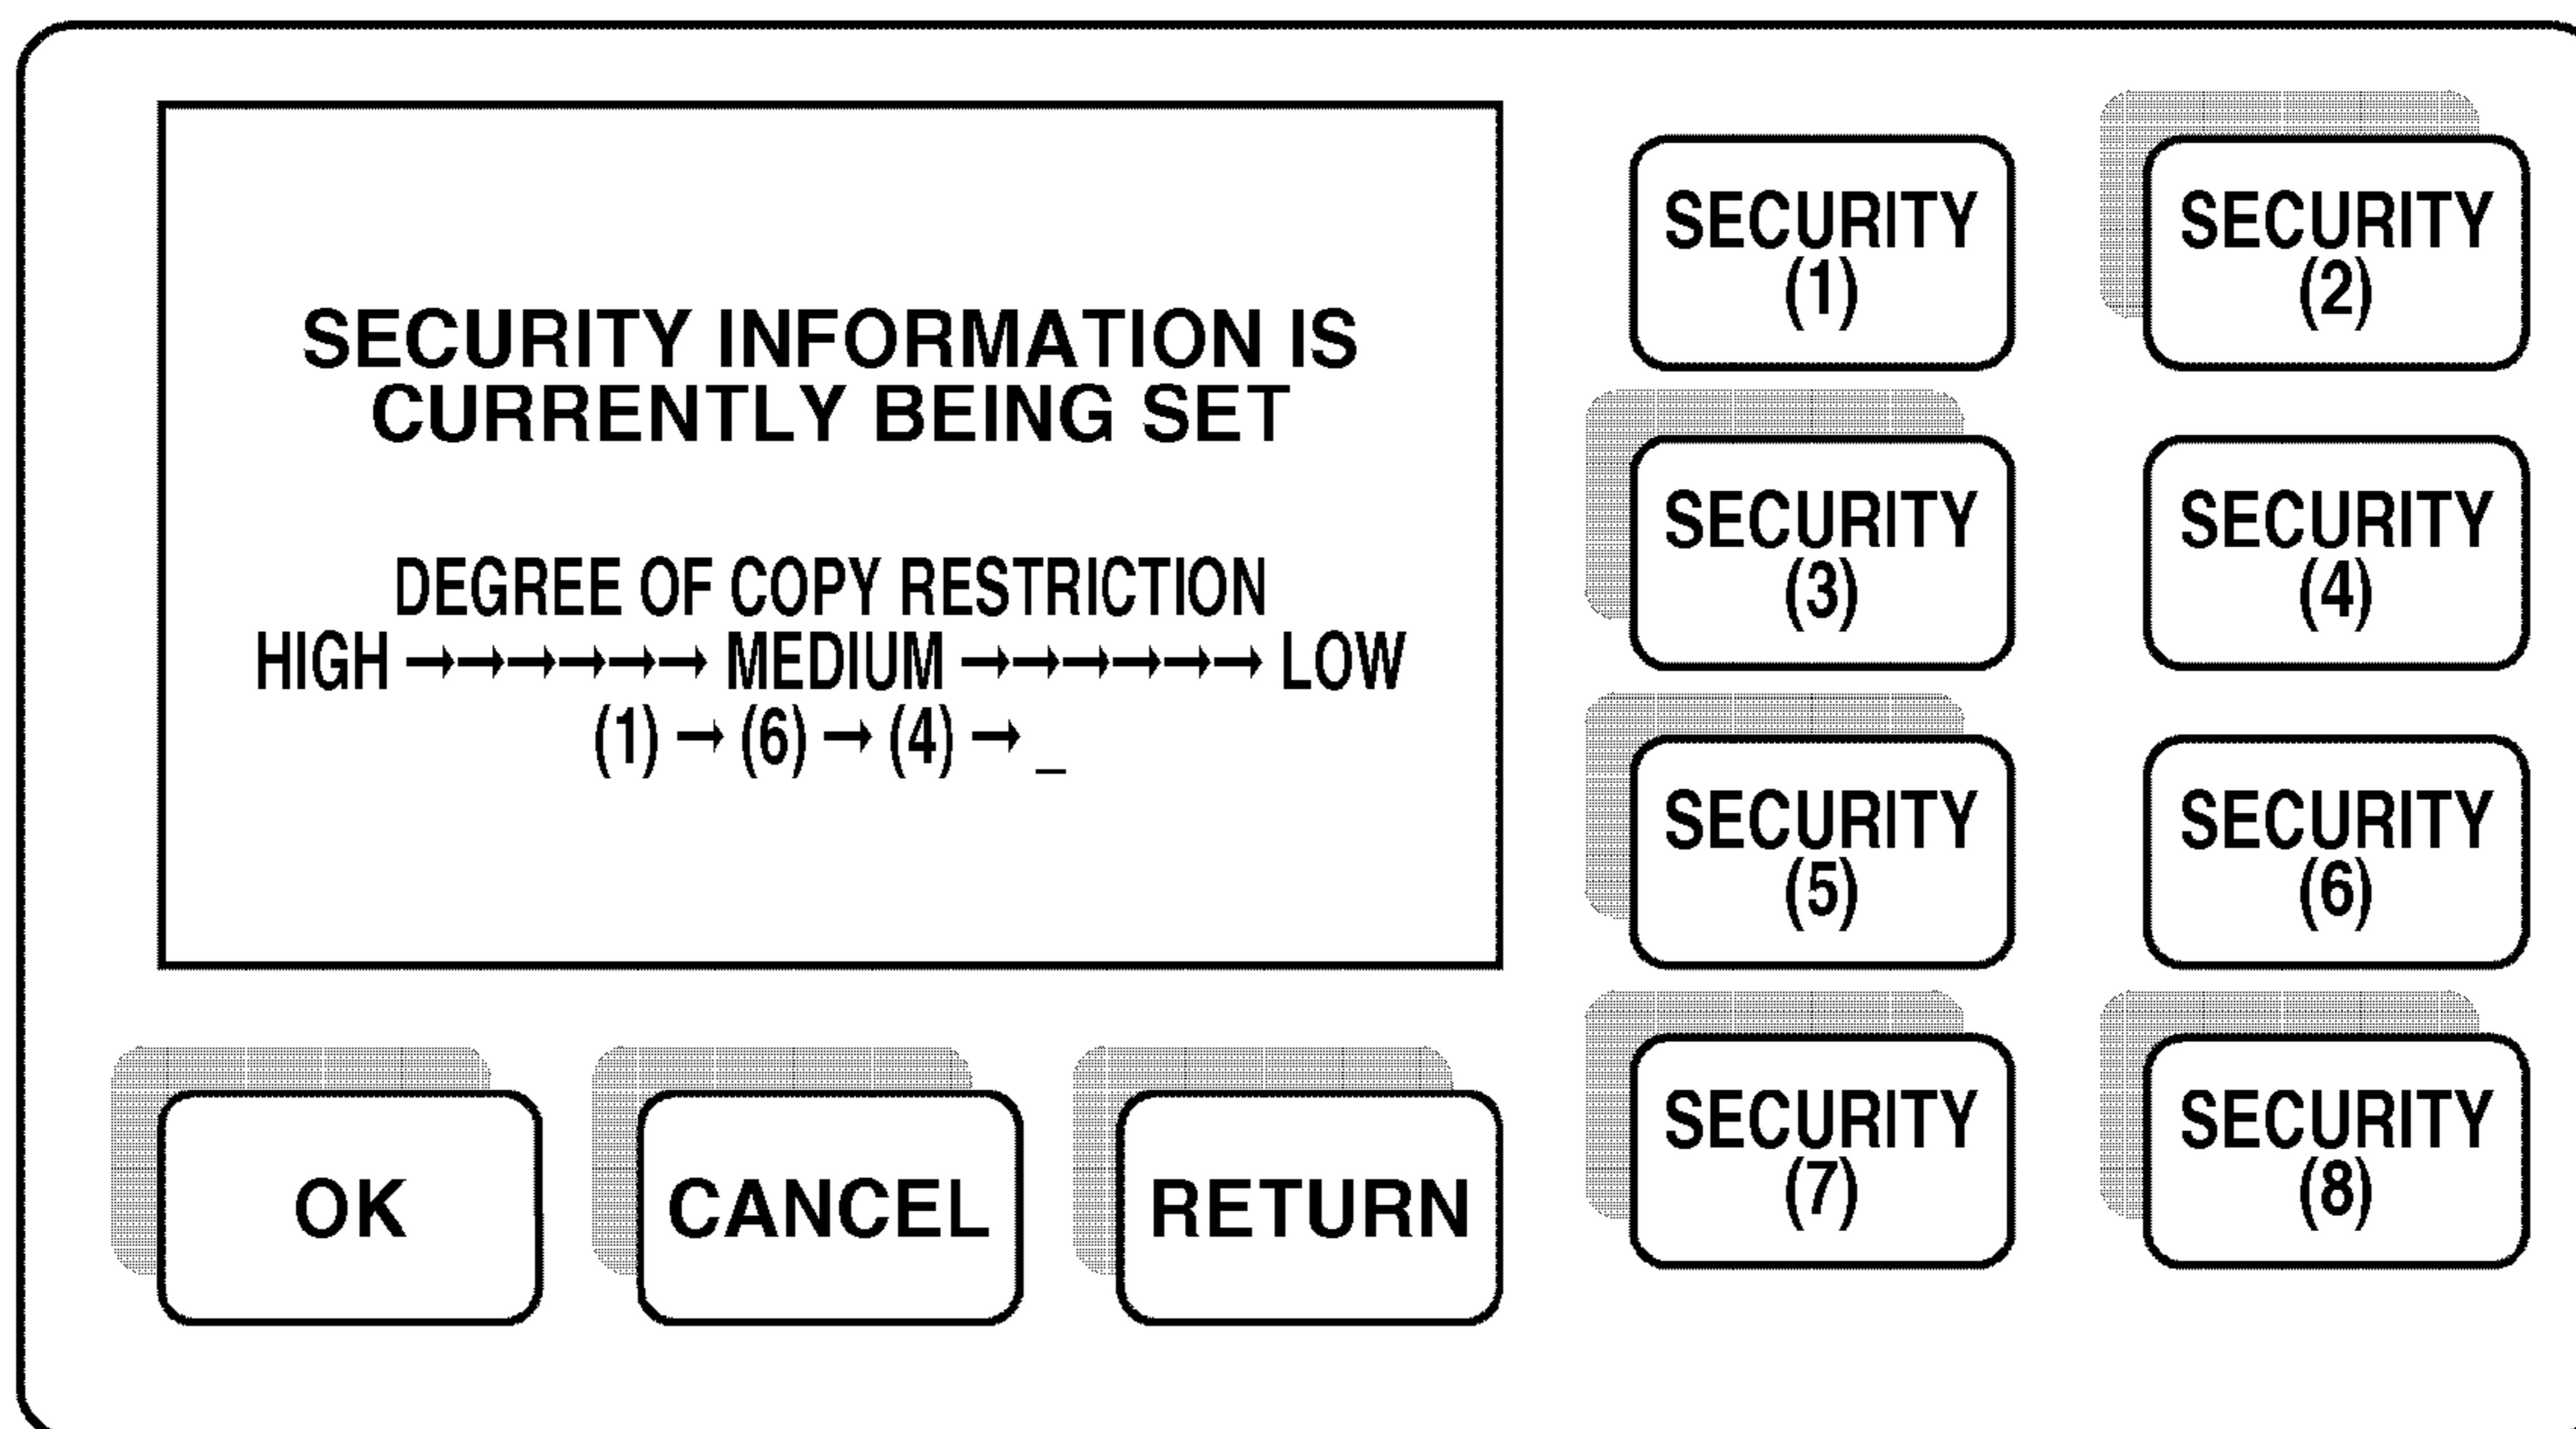 SECURITY INFORMATION IS
CURRENTLY BEING SET
DEGREE OF COPY RESTRICTION
HIGH →→→→→→ MEDIUM →→→→→→ LOW
(1) → (6) → (4) → _
SECURITY
(1)
SECURITY
(2)
SECURITY
(3)
SECURITY
(4)
SECURITY
(5)
SECURITY
(6)
SECURITY
(7)
SECURITY
(8)
OK
CANCEL
RETURN